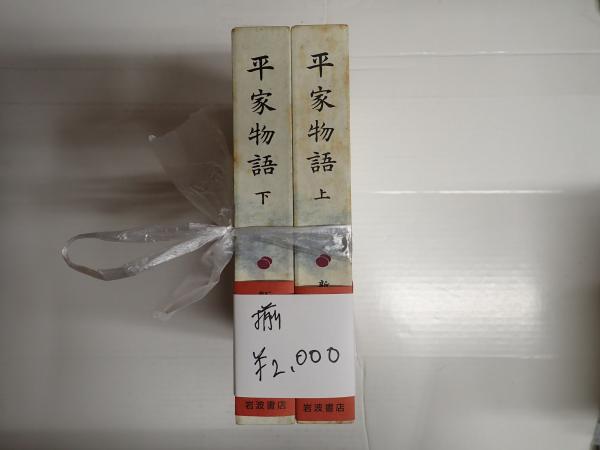 平家物語 上
新
岩波書店
平家物語 下
岩波書店
揃
¥2,000